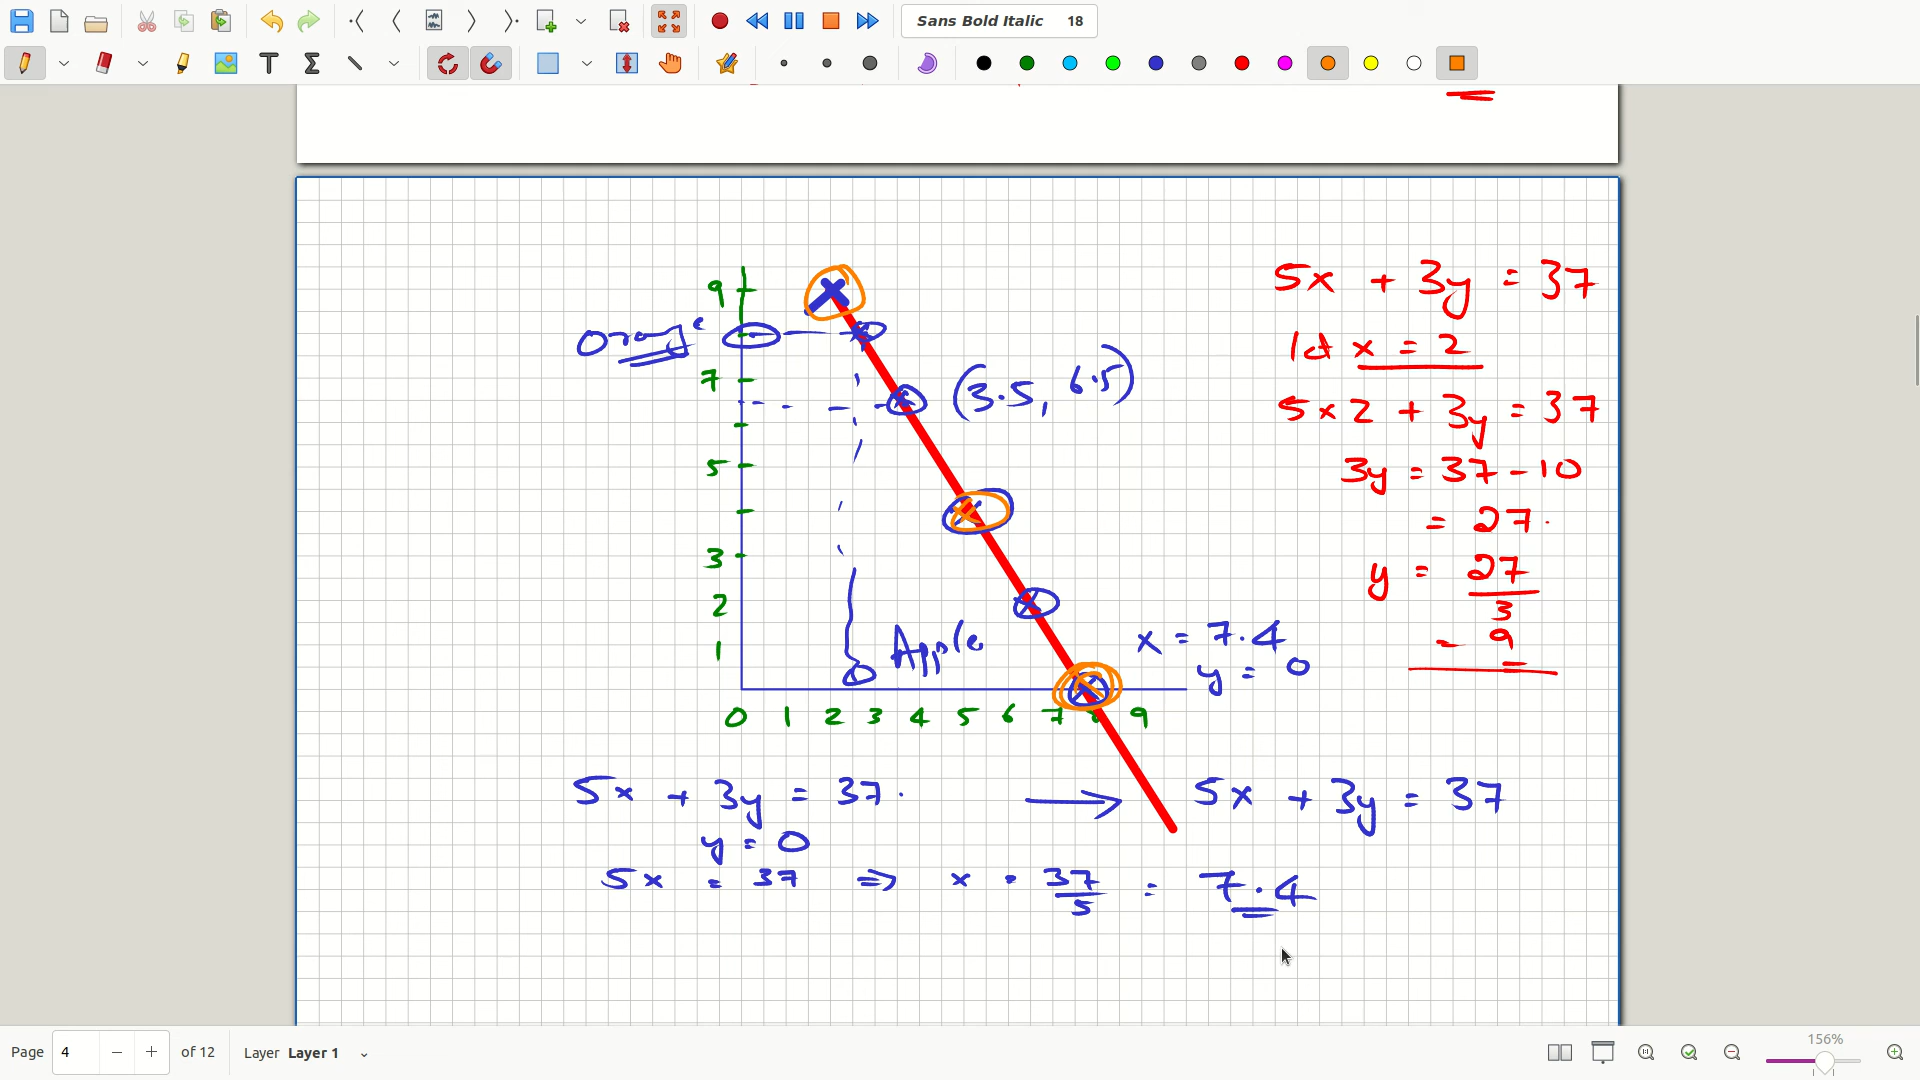 Sans Bold Italic 18
5x + 3y = 37
let x = 2
5 x 2 + 3y = 37
3y = 37 - 10
= 27.
y = 27
3
- 9
9
Orange
7
(3.5, 6.5)
5
3
2
1
Apple
x = 7.4
y = 0
0 1 2 3 4 5 6 7 8 9
5x + 3y = 37. → 5x + 3y = 37
y = 0
5x = 37 ⇒ x = 37 = 7.4
5
Page 4 of 12 Layer Layer 1
156%